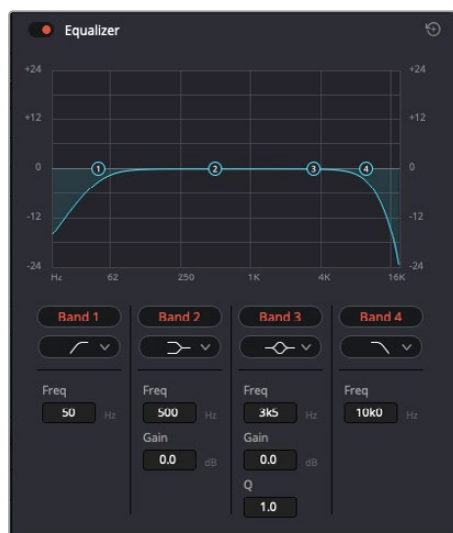 Equalizer
+24 +24
+12 +12
0 1 2 3 4 0
-12 -12
-24 -24
Hz 62 250 1K 4K 16K
Band 1 Band 2 Band 3 Band 4
Freq Freq Freq Freq
50 Hz 500 Hz 3k5 Hz 10k0 Hz
Gain Gain
0.0 dB 0.0 dB
Q
1.0